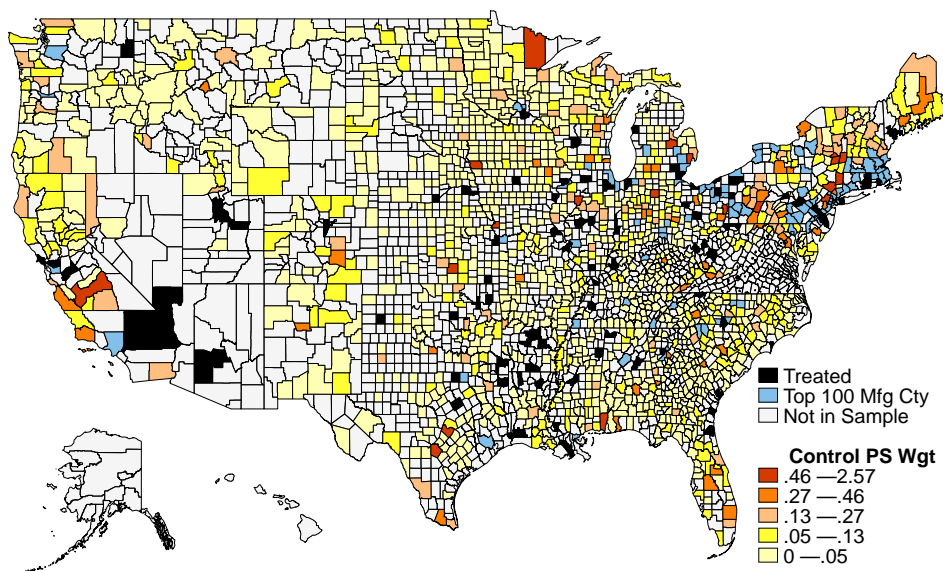 Treated
Top 100 Mfg Cty
Not in Sample
Control PS Wgt
.46 —2.57
.27 —.46
.13 —.27
.05 —.13
0 —.05